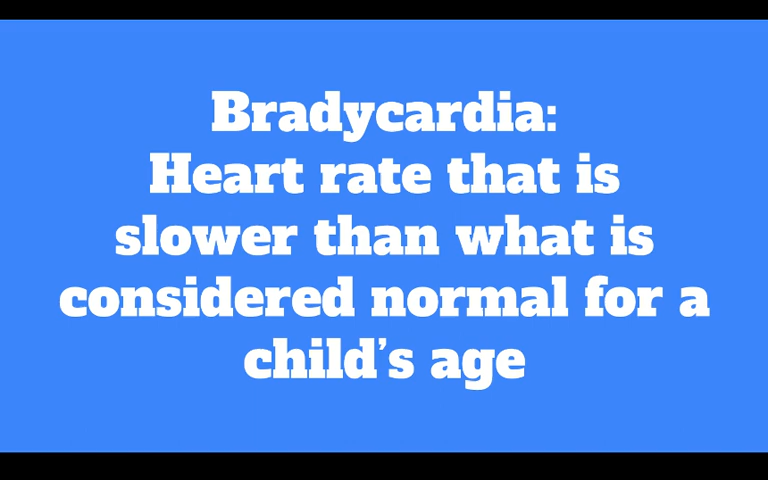 Bradycardia:
Heart rate that is
slower than what is
considered normal for a
child’s age